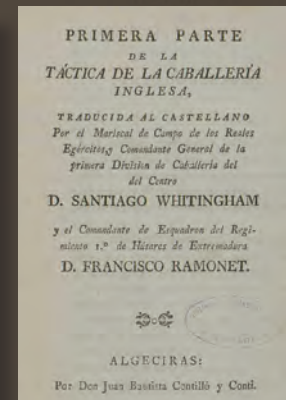 PRIMERA PARTE
DE LA
TÁCTICA DE LA CABALLERÍA
INGLESA,
TRADUCIDA AL CASTELLANO
Por el Mariscal de Campo de los Reales
Egércitos, y Comandante General de la
primera Division de Caballeria del
del Centro
D. SANTIAGO WHITINGHAM
y el Comandante de Esquadron del Regi-
miento 1.º de Húsares de Extremadura
D. FRANCISCO RAMONET.
ALGECIRAS:
Por Don Juan Bautista Contilló y Conti.